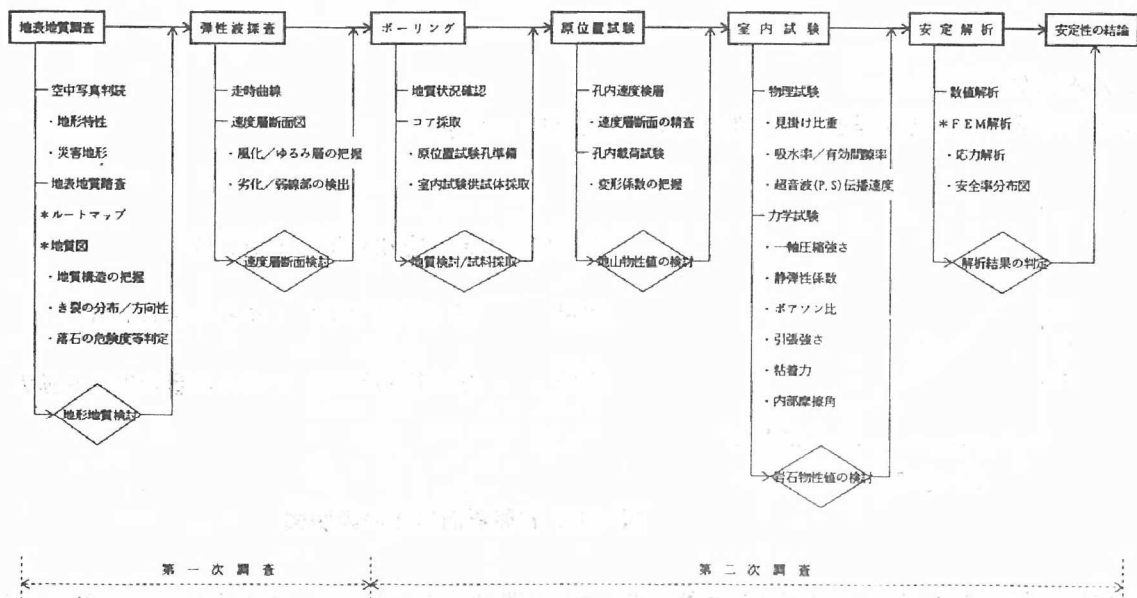 地表地質調査
弾性波探査
ボーリング
原位置試験
室内試験
安定解析
安定性の結論
空中写真判読
・地形特性
・災害地形
地表地質踏査
*ルートマップ
*地質図
・地質構造の把握
・き裂の分布/方向性
・落石の危険度等判定
地形地質検討
走時曲線
速度層断面図
・風化/ゆるみ層の把握
・劣化/弱線部の検出
速度層断面検討
地質状況確認
コア採取
・原位置試験孔準備
・室内試験供試体採取
地質検討/試料採取
孔内速度検層
・速度層断面の精査
孔内載荷試験
・変形係数の把握
地山物性値の検討
物理試験
・見掛け比重
・吸水率/有効間隙率
・超音波(P,S)伝播速度
力学試験
・一軸圧縮強さ
・静弾性係数
・ポアソン比
・引張強さ
・粘着力
・内部摩擦角
岩石物性値の検討
数値解析
*FEM解析
・応力解析
・安全率分布図
解析結果の判定
第一次調査
第二次調査